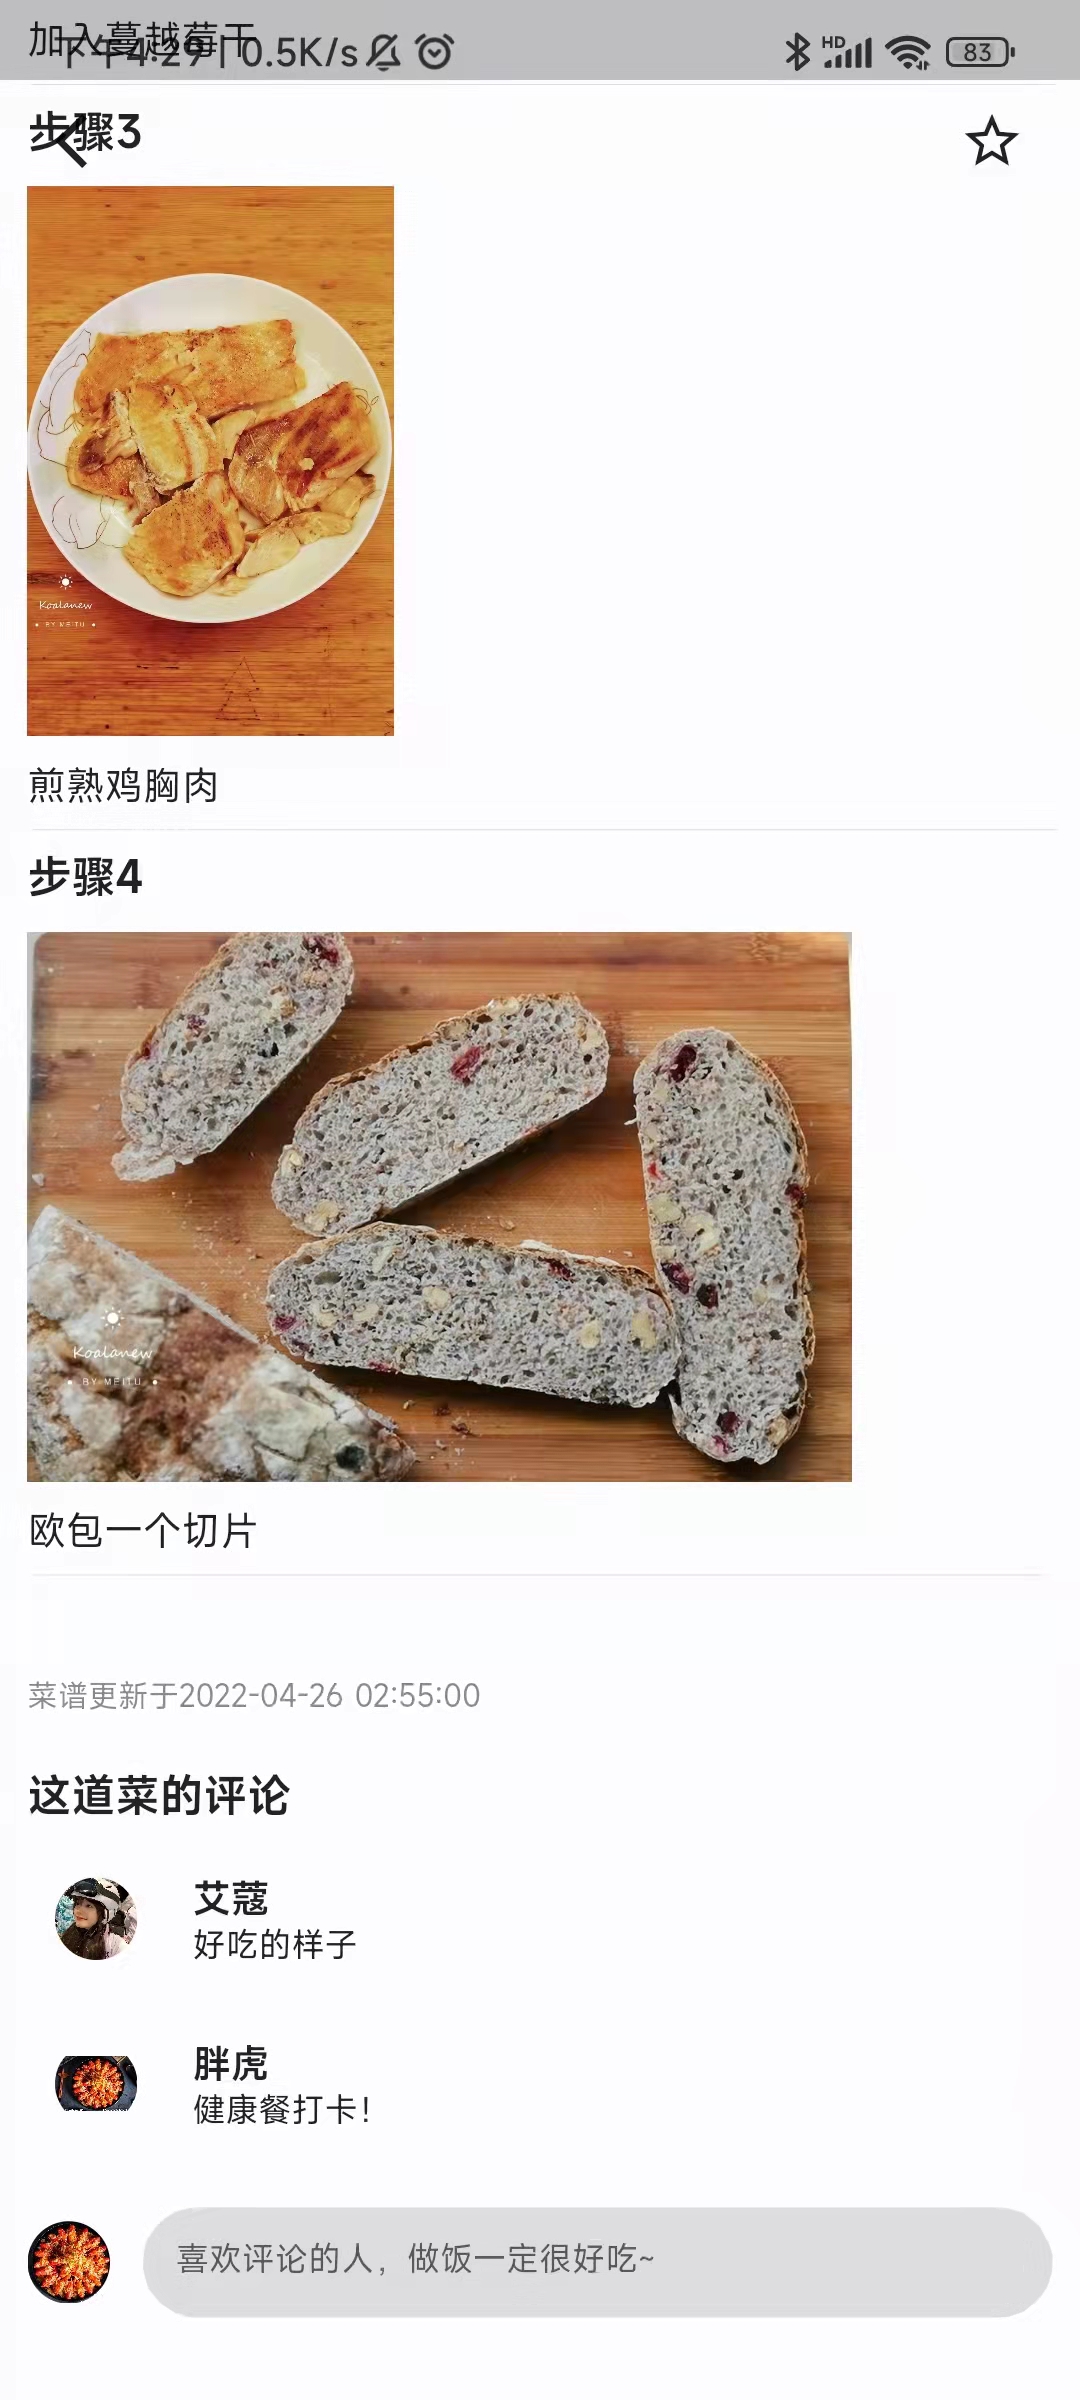 加入蔓越莓干
下午4:29 | 0.5K/s
HD
83
步骤3
Koalanew
• BY MEITU •
煎熟鸡胸肉
步骤4
Koalanew
• BY MEITU •
欧包一个切片
菜谱更新于2022-04-26 02:55:00
这道菜的评论
艾蔻
好吃的样子
胖虎
健康餐打卡！
喜欢评论的人，做饭一定很好吃~